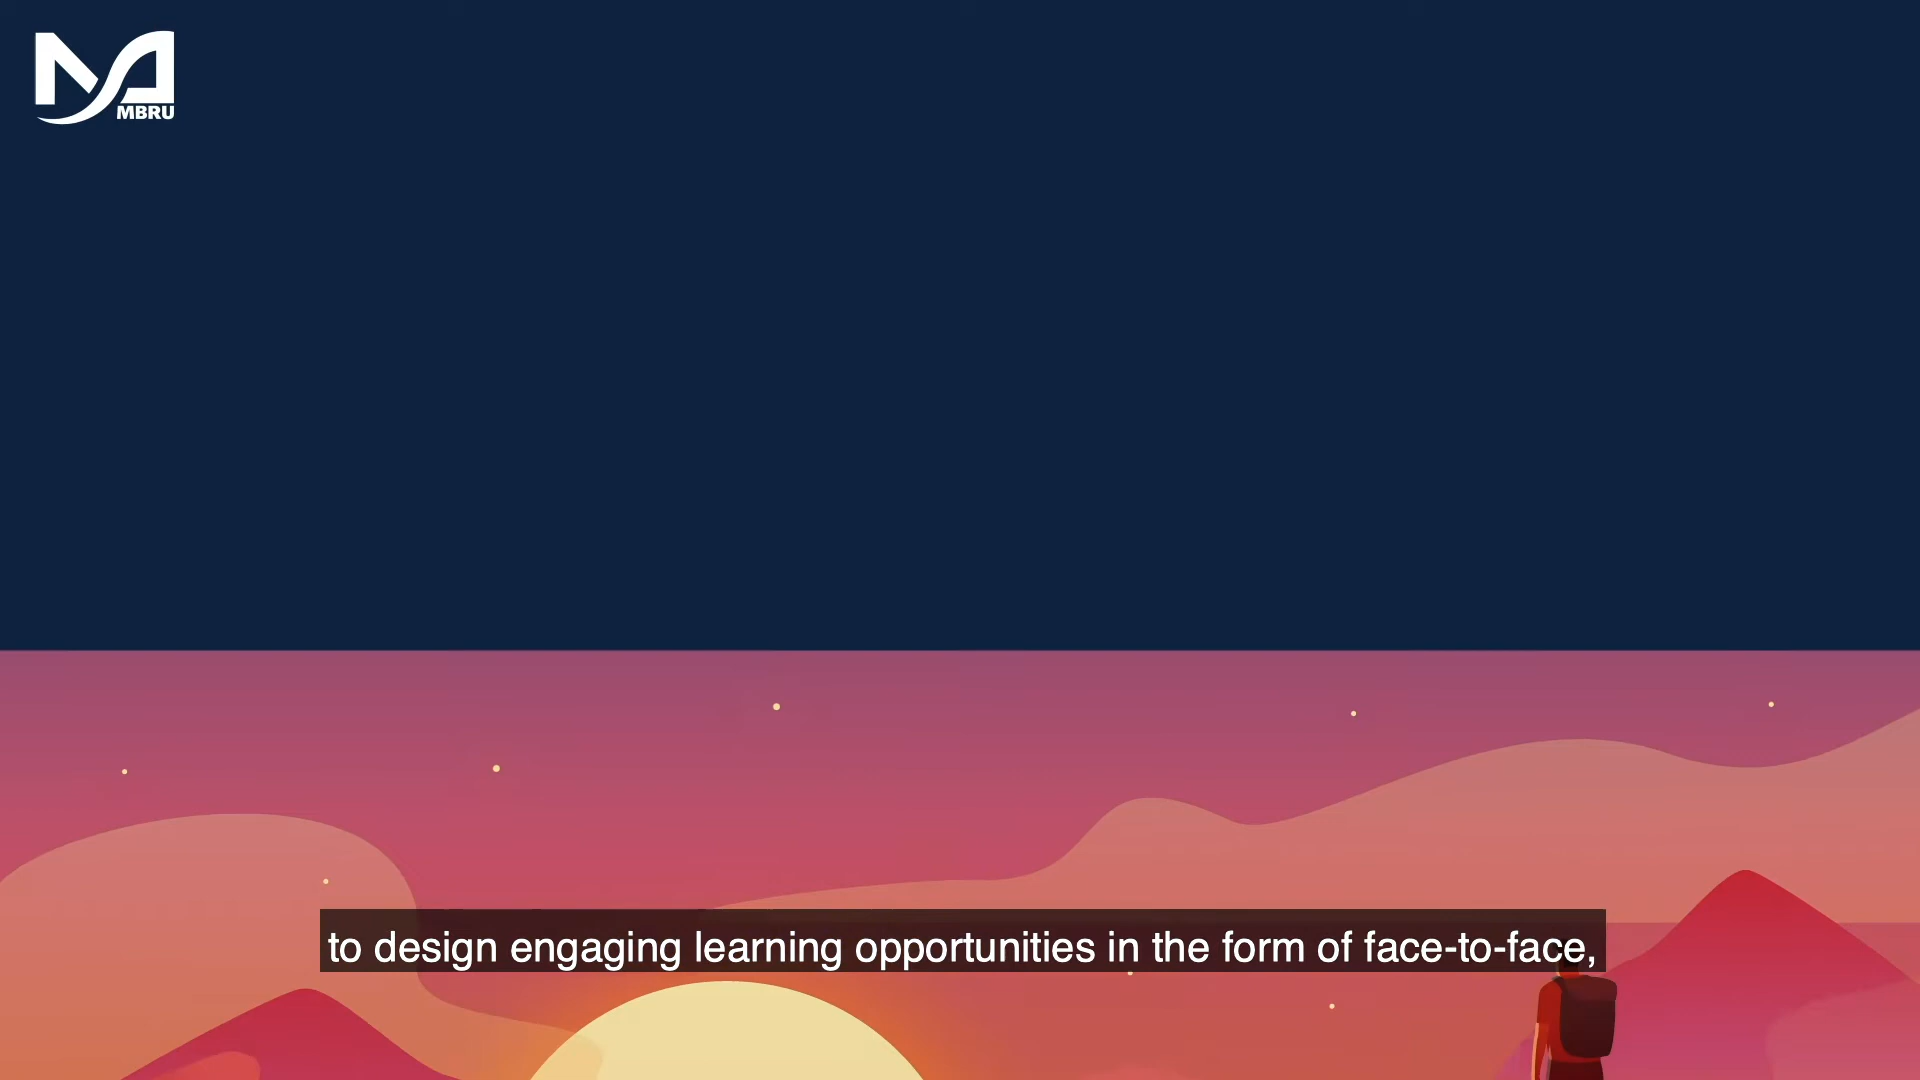 MBRU
to design engaging learning opportunities in the form of face-to-face,